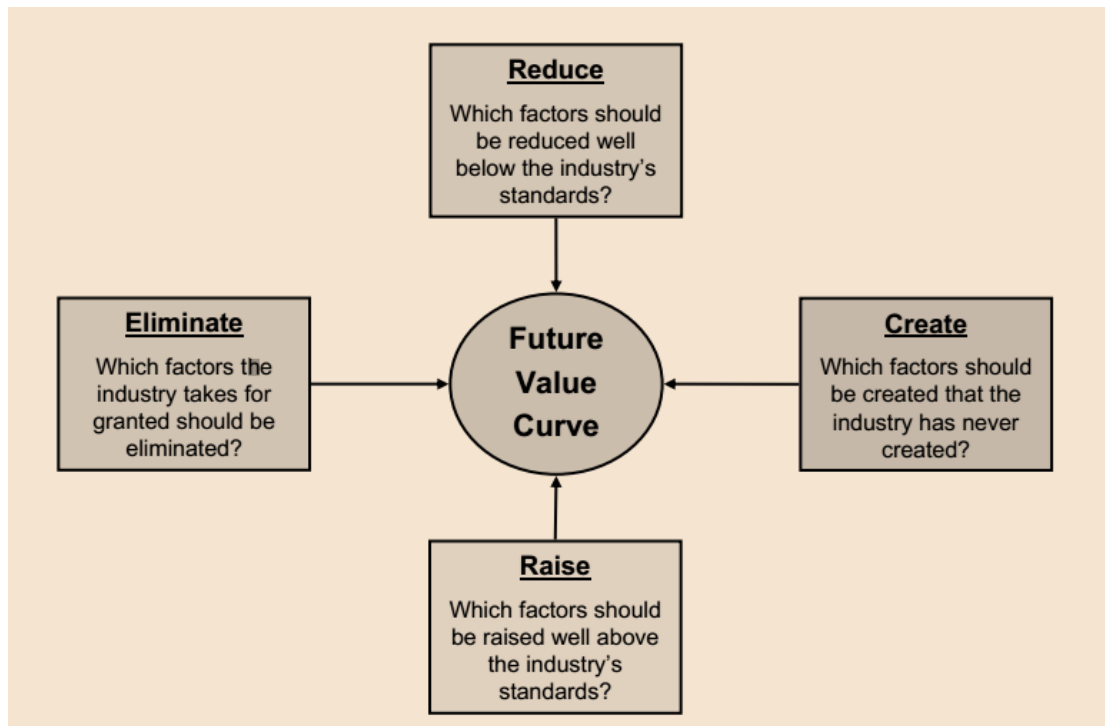 Reduce
Which factors should
be reduced well
below the industry’s
standards?
Eliminate
Which factors the
industry takes for
granted should be
eliminated?
Future
Value
Curve
Create
Which factors should
be created that the
industry has never
created?
Raise
Which factors should
be raised well above
the industry’s
standards?